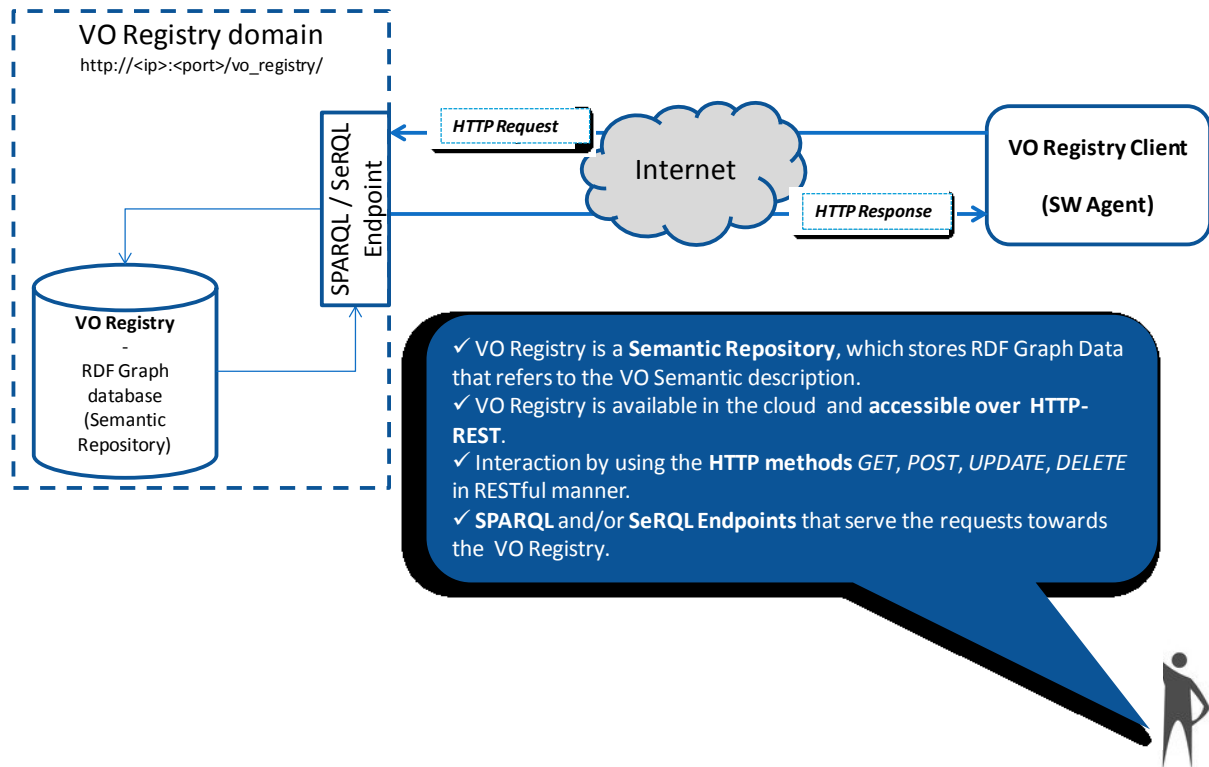 VO Registry domain
http://<ip>:<port>/vo_registry/
SPARQL / SeRQL
Endpoint
HTTP Request
Internet
HTTP Response
VO Registry Client
(SW Agent)
VO Registry
-
RDF Graph
database
(Semantic
Repository)
✓ VO Registry is a Semantic Repository, which stores RDF Graph Data
that refers to the VO Semantic description.
✓ VO Registry is available in the cloud and accessible over HTTP-
REST.
✓ Interaction by using the HTTP methods GET, POST, UPDATE, DELETE
in RESTful manner.
✓ SPARQL and/or SeRQL Endpoints that serve the requests towards
the VO Registry.